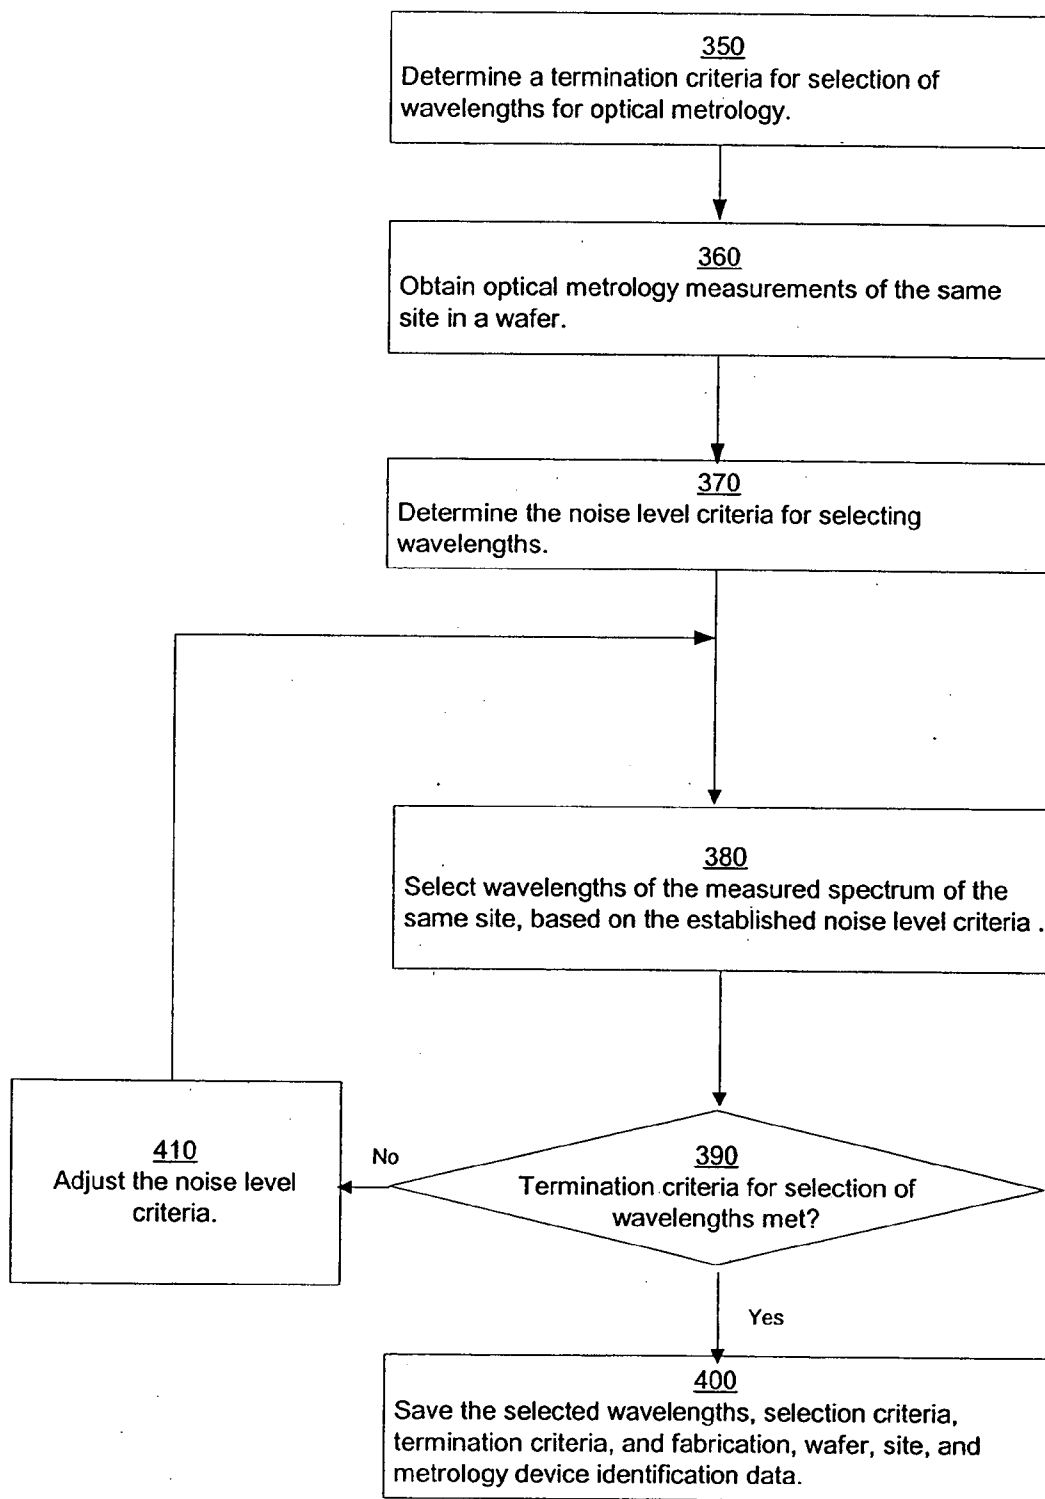 350
Determine a termination criteria for selection of
wavelengths for optical metrology.
360
Obtain optical metrology measurements of the same
site in a wafer.
370
Determine the noise level criteria for selecting
wavelengths.
380
Select wavelengths of the measured spectrum of the
same site, based on the established noise level criteria .
390
Termination criteria for selection of
wavelengths met?
No
410
Adjust the noise level
criteria.
Yes
400
Save the selected wavelengths, selection criteria,
termination criteria, and fabrication, wafer, site, and
metrology device identification data.